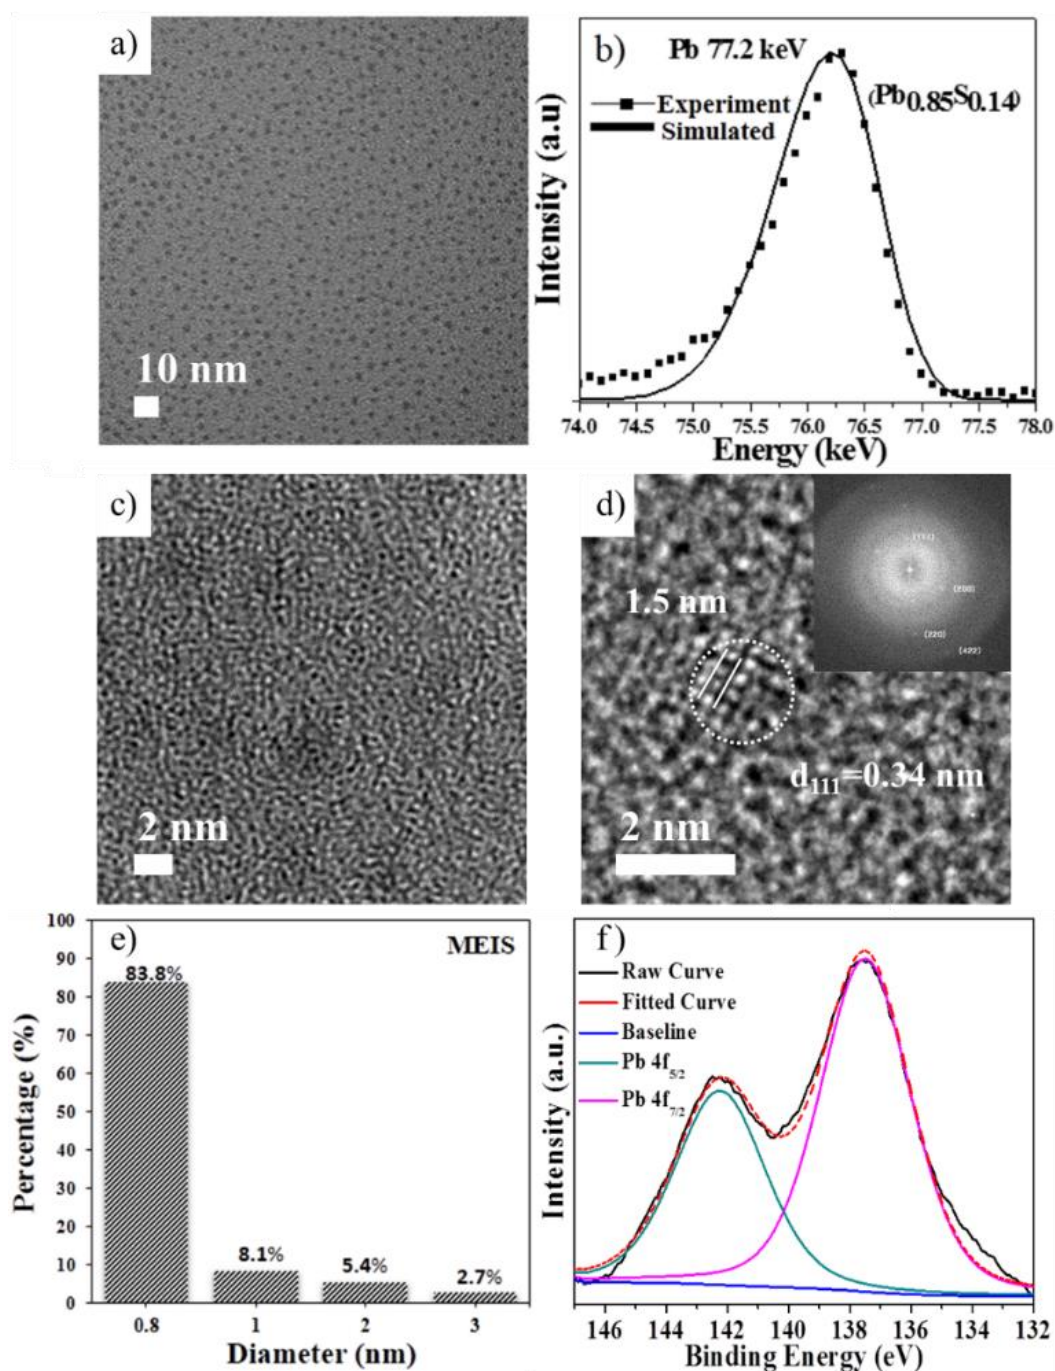 a)
10 nm
b)
Pb 77.2 keV
Experiment
Simulated
(Pb0.85S0.14)
Intensity (a.u)
74.0 74.5 75.0 75.5 76.0 76.5 77.0 77.5 78.0
Energy (keV)
c)
2 nm
d)
1.5 nm
d111=0.34 nm
2 nm
(200)
(220)
(422)
e)
MEIS
Percentage (%)
100
90
80
70
60
50
40
30
20
10
0
83.8%
8.1%
5.4%
2.7%
0.8 1 2 3
Diameter (nm)
f)
Raw Curve
Fitted Curve
Baseline
Pb 4f5/2
Pb 4f7/2
Intensity (a.u.)
146 144 142 140 138 136 134 132
Binding Energy (eV)